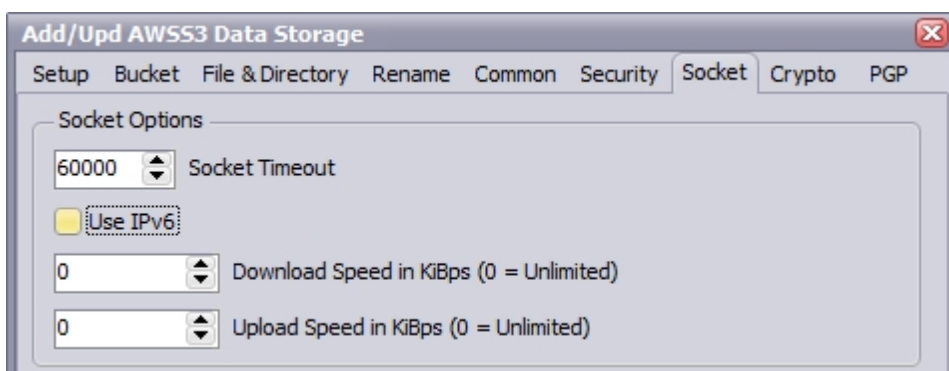 Add/Upd AWSS3 Data Storage
Setup Bucket File & Directory Rename Common Security Socket Crypto PGP
Socket Options
60000 Socket Timeout
Use IPv6
0 Download Speed in KiBps (0 = Unlimited)
0 Upload Speed in KiBps (0 = Unlimited)